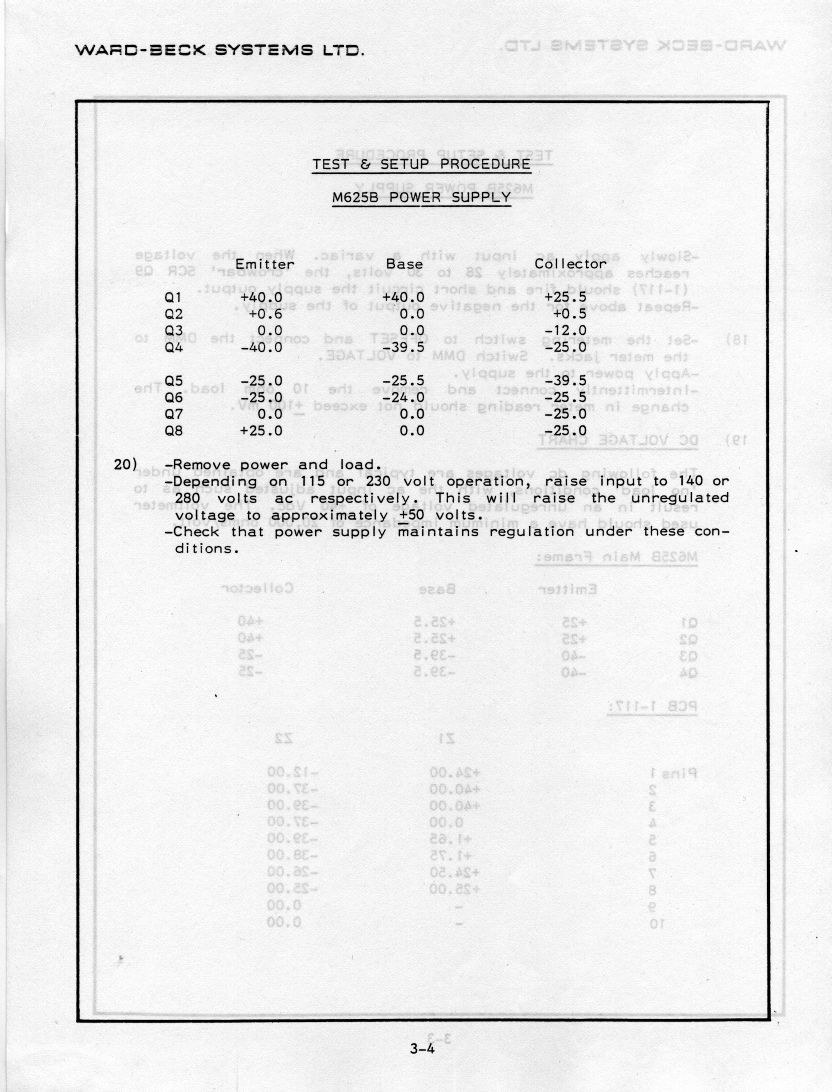 WARD-BECK SYSTEMS LTD.
TEST & SETUP PROCEDURE
M625B POWER SUPPLY
Emitter Base Collector
Q1 +40.0 +40.0 +25.5
Q2 +0.6 0.0 +0.5
Q3 0.0 0.0 -12.0
Q4 -40.0 -39.5 -25.0
Q5 -25.0 -25.5 -39.5
Q6 -25.0 -24.0 -25.5
Q7 0.0 0.0 -25.0
Q8 +25.0 0.0 -25.0
20) -Remove power and load.
-Depending on 115 or 230 volt operation, raise input to 140 or
280 volts ac respectively. This will raise the unregulated
voltage to approximately ±50 volts.
-Check that power supply maintains regulation under these con-
ditions.
3-4